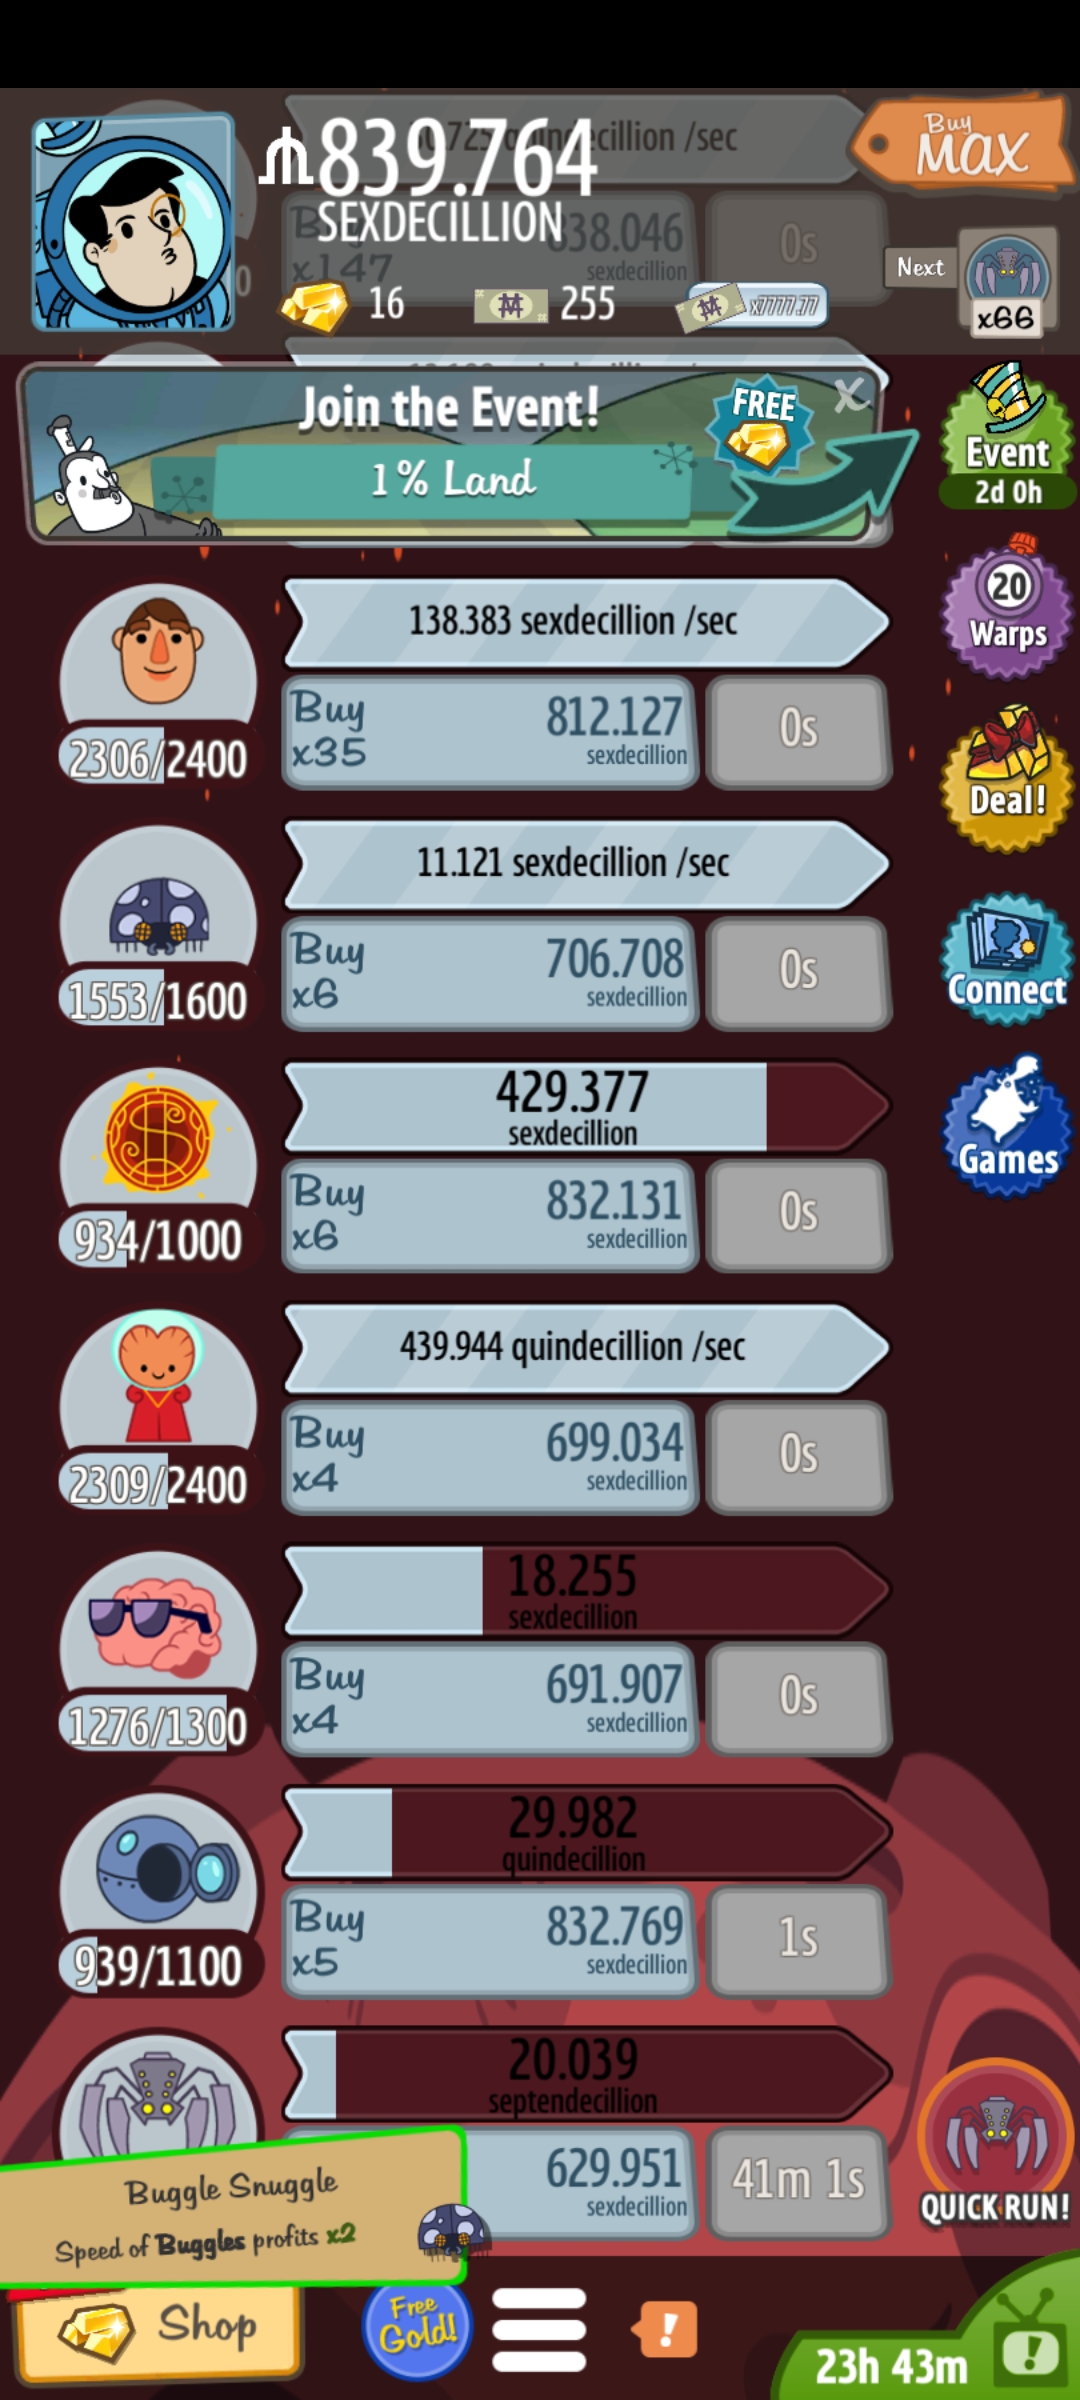 839.764
SEXDECILLION
Buy
MAX
Buy
x147
838.046
sexdecillion
0s
16
255
x7777.77
Next
x66
Join the Event!
1% Land
FREE
X
Event
2d 0h
138.383 sexdecillion /sec
2306/2400
Buy
x35
812.127
sexdecillion
0s
20
Warps
Deal!
11.121 sexdecillion /sec
1553/1600
Buy
x6
706.708
sexdecillion
0s
Connect
429.377
sexdecillion
934/1000
Buy
x6
832.131
sexdecillion
0s
Games
439.944 quindecillion /sec
2309/2400
Buy
x4
699.034
sexdecillion
0s
18.255
sexdecillion
1276/1300
Buy
x4
691.907
sexdecillion
0s
29.982
quindecillion
939/1100
Buy
x5
832.769
sexdecillion
1s
20.039
septendecillion
629.951
sexdecillion
41m 1s
QUICK RUN!
Buggle Snuggle
Speed of Buggles profits x2
Shop
Free
Gold!
!
23h 43m
!